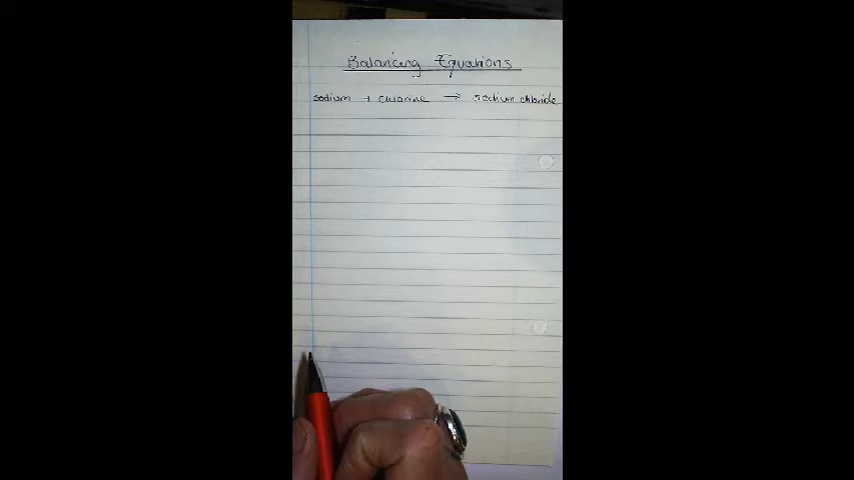 Balancing Equations
sodium + chlorine → sodium chloride